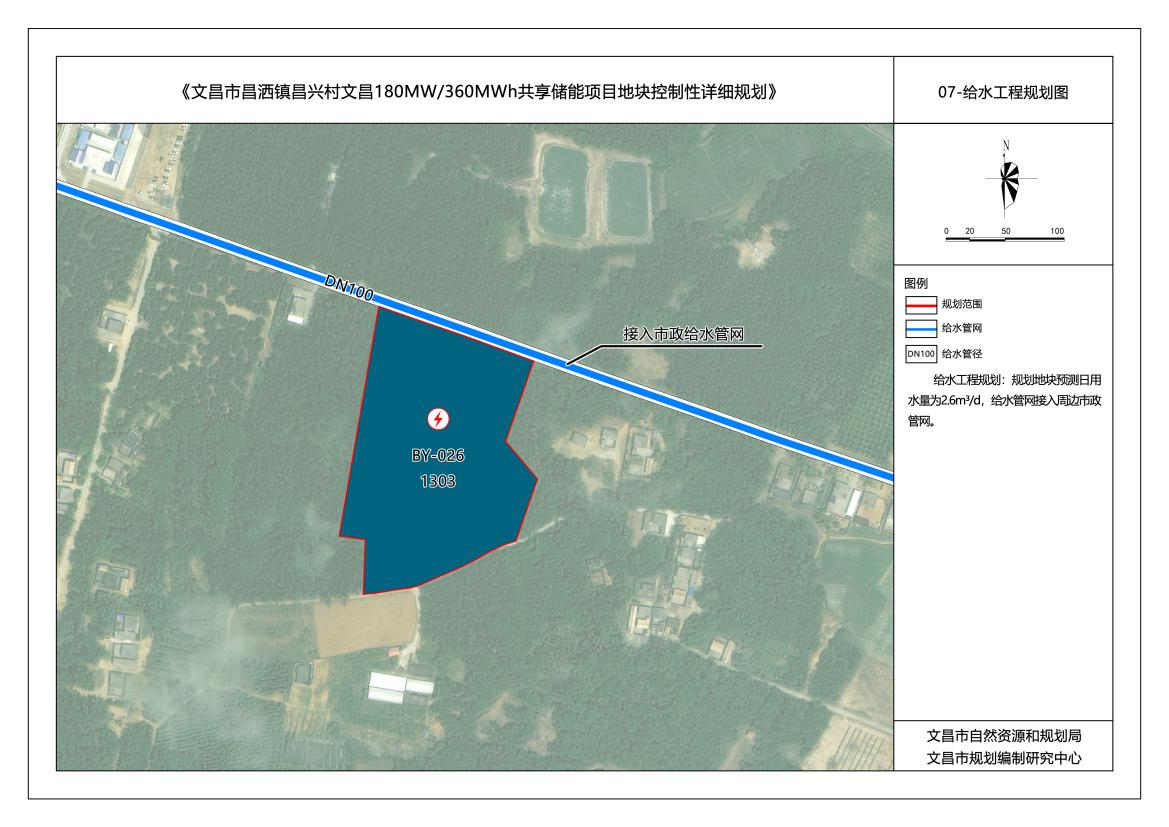 《文昌市昌洒镇昌兴村文昌180MW/360MWh共享储能项目地块控制性详细规划》
07-给水工程规划图
N
0 20 50 100
DN100
接入市政给水管网
BY-026
1303
图例
规划范围
给水管网
DN100 给水管径
给水工程规划：规划地块预测日用
水量为2.6m³/d，给水管网接入周边市政
管网。
文昌市自然资源和规划局
文昌市规划编制研究中心